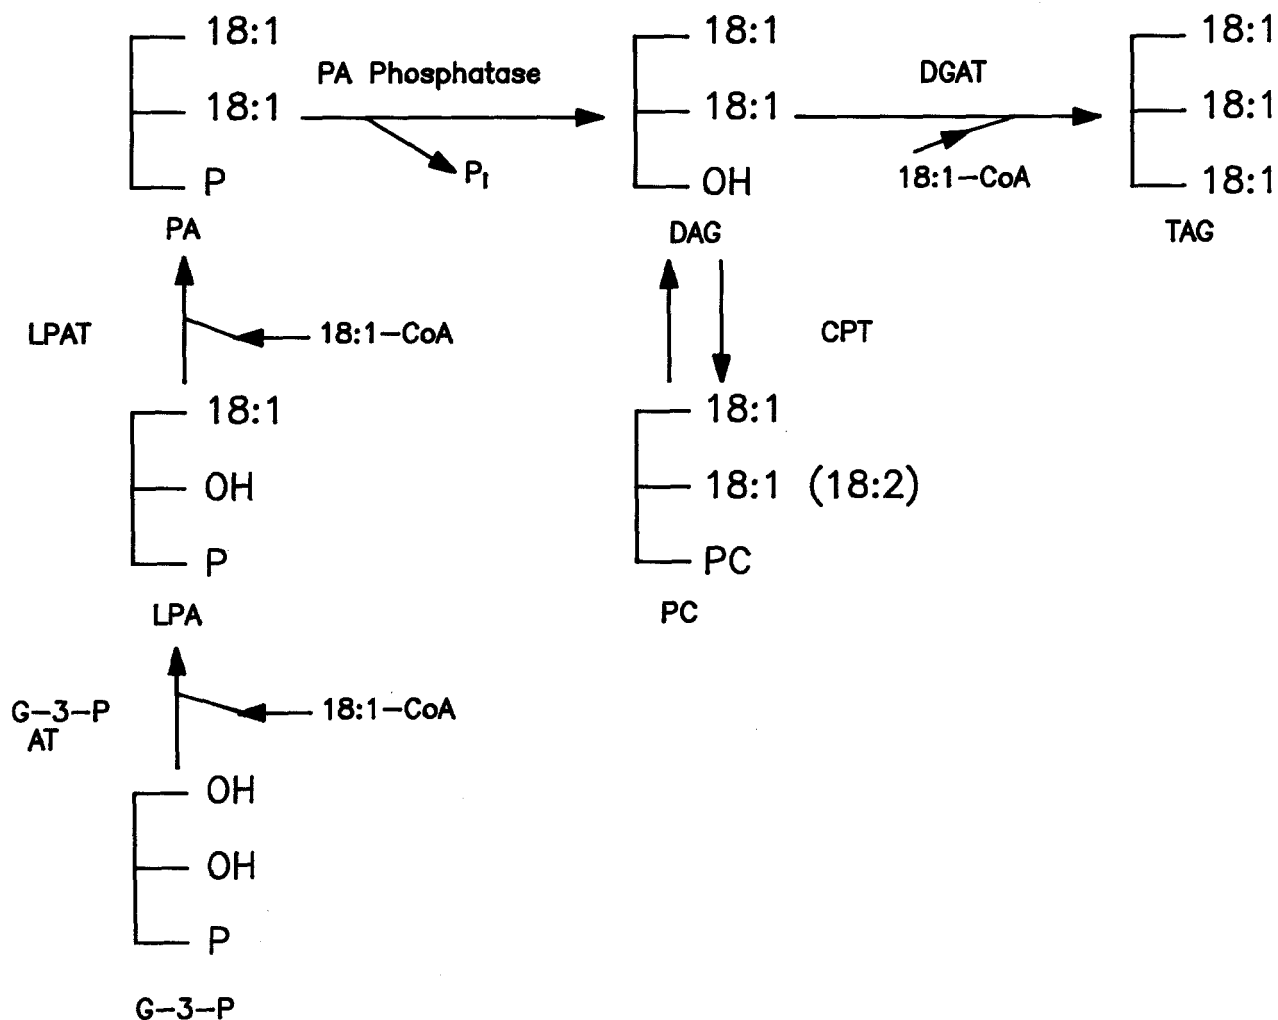 18:1
18:1
P
PA
PA Phosphatase
Pi
18:1
18:1
OH
DAG
DGAT
18:1-CoA
18:1
18:1
18:1
TAG
LPAT
18:1-CoA
CPT
18:1
OH
P
LPA
18:1
18:1 (18:2)
PC
PC
G-3-P
AT
18:1-CoA
OH
OH
P
G-3-P